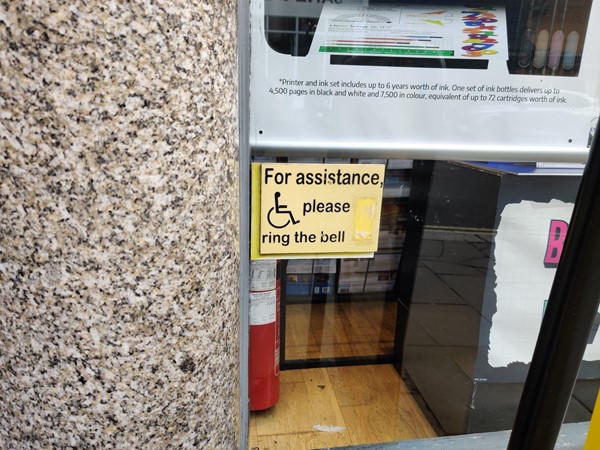 *Printer and ink set includes up to 6 years worth of ink. One set of ink bottles delivers up to
4,500 pages in black and white and 7,500 in colour, equivalent of up to 72 cartridges worth of ink.
For assistance,
please
ring the bell
B